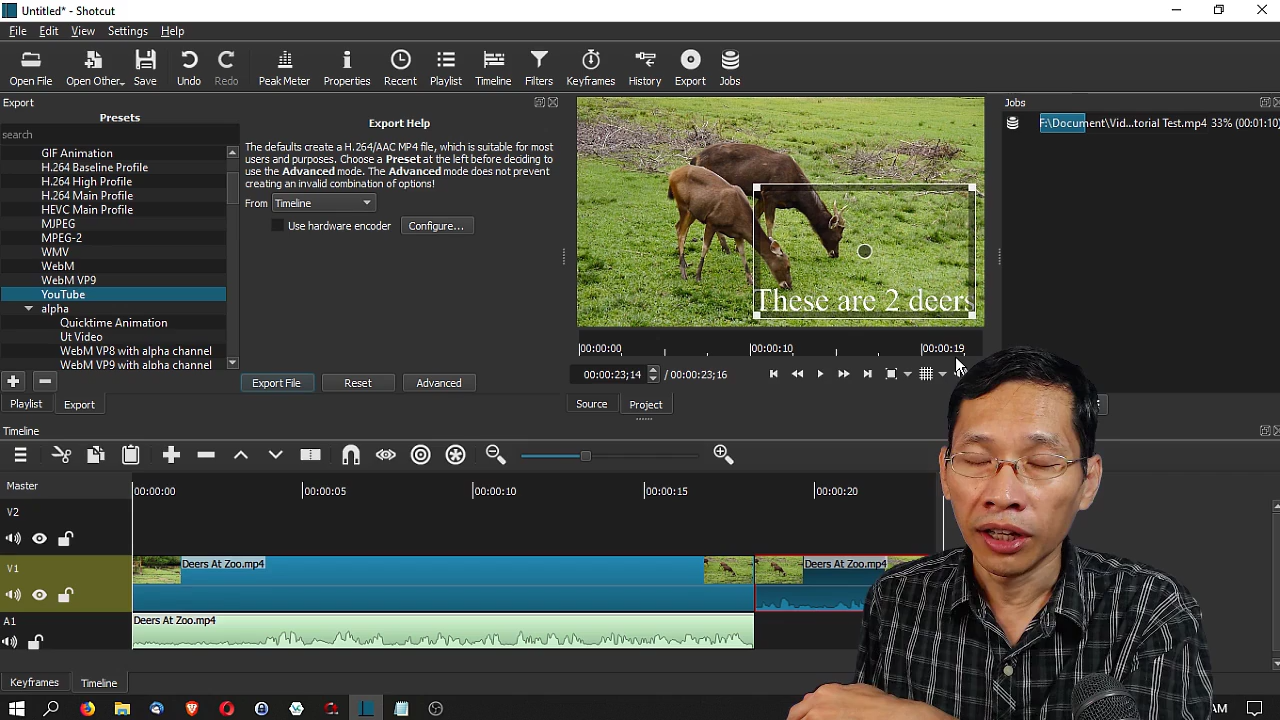 Untitled* - Shotcut
File Edit View Settings Help
Open File Open Other.. Save Undo Redo Peak Meter Properties Recent Playlist Timeline Filters Keyframes History Export Jobs
Export
Presets
search
GIF Animation
H.264 Baseline Profile
H.264 High Profile
H.264 Main Profile
HEVC Main Profile
MJPEG
MPEG-2
WMV
WebM
WebM VP9
YouTube
alpha
Quicktime Animation
Ut Video
WebM VP8 with alpha channel
WebM VP9 with alpha channel
Export Help
The defaults create a H.264/AAC MP4 file, which is suitable for most
users and purposes. Choose a Preset at the left before deciding to
use the Advanced mode. The Advanced mode does not prevent
creating an invalid combination of options!
From Timeline
Use hardware encoder Configure...
Export File Reset Advanced
Playlist Export
These are 2 deers
00:00:00 00:00:10 00:00:19
00:00:23;14 / 00:00:23;16
Source Project
Jobs
F:\Document\Vid...torial Test.mp4 33% (00:01:10)
Timeline
Master
00:00:00 00:00:05 00:00:10 00:00:15 00:00:20
V2
V1
Deers At Zoo.mp4 Deers At Zoo.mp4
A1
Deers At Zoo.mp4
Keyframes Timeline
AM